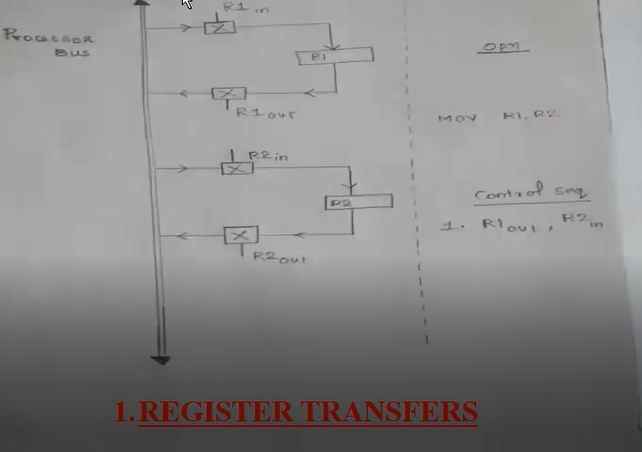 Processor
Bus
R1 in
R1
R1 out
R2 in
R2
R2 out
opn
MOV R1, R2
Control seq
1. R1 out, R2 in
1. REGISTER TRANSFERS